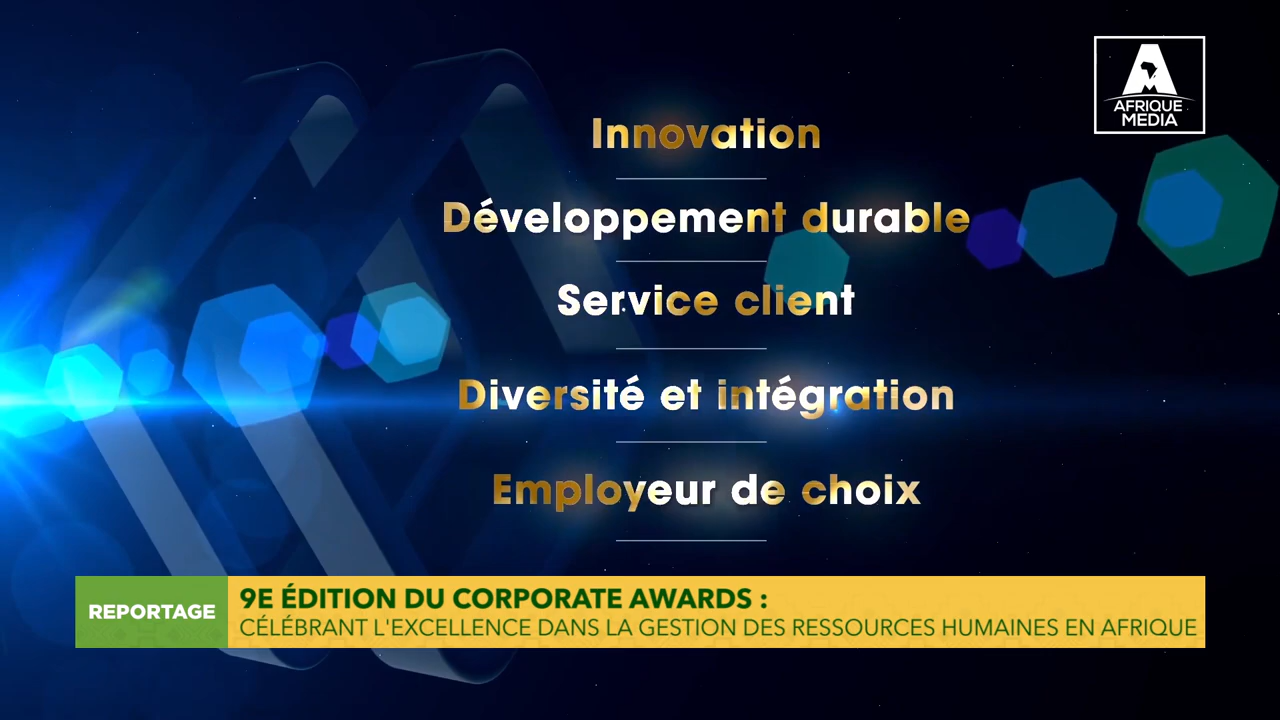 AFRIQUE
MEDIA
Innovation
Développement durable
Service client
Diversité et intégration
Employeur de choix
REPORTAGE
9E ÉDITION DU CORPORATE AWARDS :
CÉLÉBRANT L'EXCELLENCE DANS LA GESTION DES RESSOURCES HUMAINES EN AFRIQUE